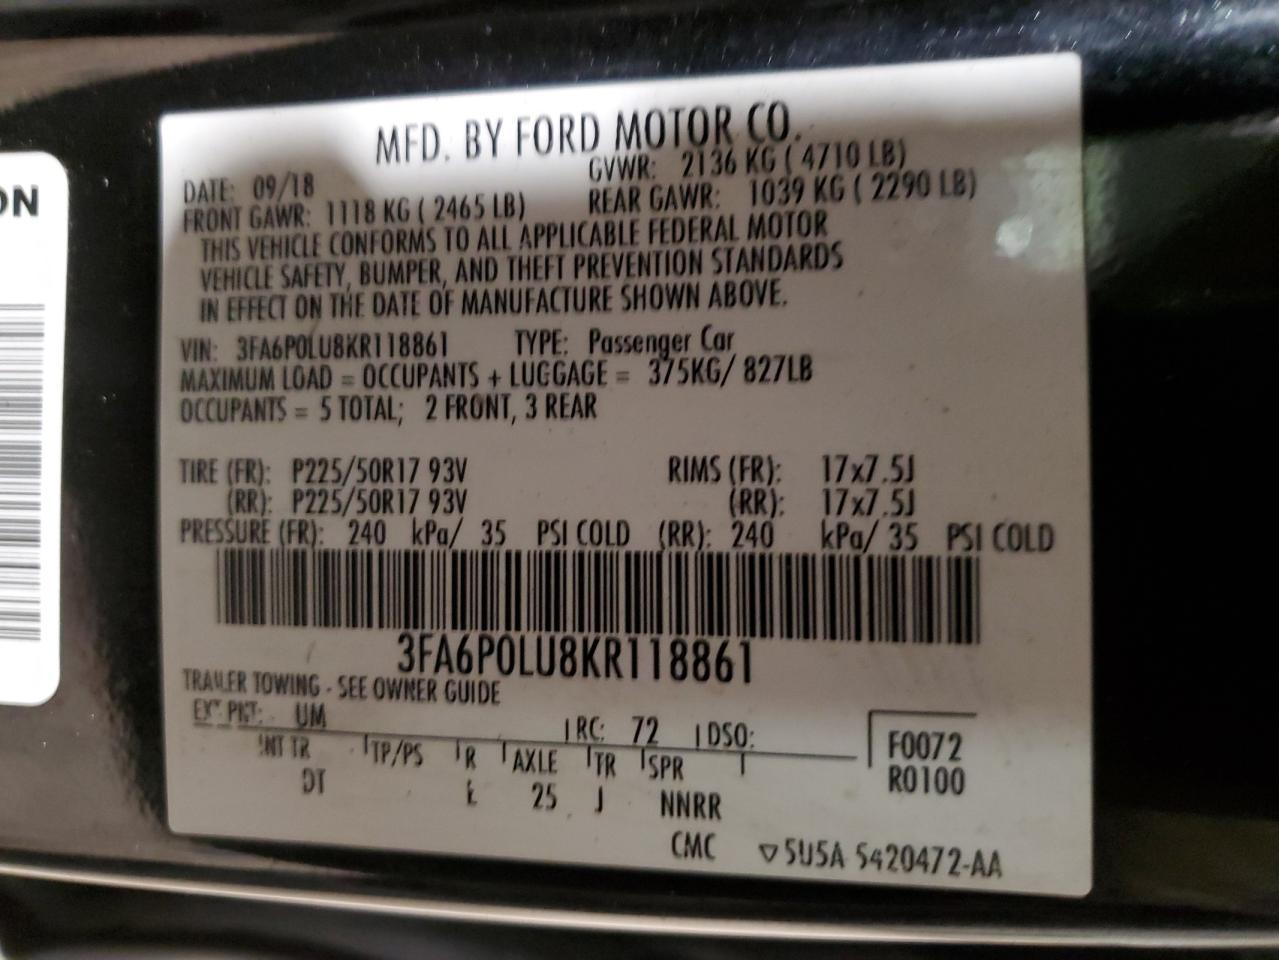 ON
MFD. BY FORD MOTOR CO.
DATE: 09/18 GVWR: 2136 KG ( 4710 LB)
FRONT GAWR: 1118 KG ( 2465 LB) REAR GAWR: 1039 KG ( 2290 LB)
THIS VEHICLE CONFORMS TO ALL APPLICABLE FEDERAL MOTOR
VEHICLE SAFETY, BUMPER, AND THEFT PREVENTION STANDARDS
IN EFFECT ON THE DATE OF MANUFACTURE SHOWN ABOVE.
VIN: 3FA6P0LU8KR118861 TYPE: Passenger Car
MAXIMUM LOAD = OCCUPANTS + LUGGAGE = 375KG/ 827LB
OCCUPANTS = 5 TOTAL; 2 FRONT, 3 REAR
TIRE (FR): P225/50R17 93V RIMS (FR): 17x7.5J
(RR): P225/50R17 93V (RR): 17x7.5J
PRESSURE (FR): 240 kPa/ 35 PSI COLD (RR): 240 kPa/ 35 PSI COLD
3FA6P0LU8KR118861
TRAILER TOWING - SEE OWNER GUIDE
EXT PNT: UM RC: 72 DSO: F0072
INT TR TP/PS R AXLE TR SPR R0100
DT E 25 J NNRR
CMC ▽5U5A 5420472-AA